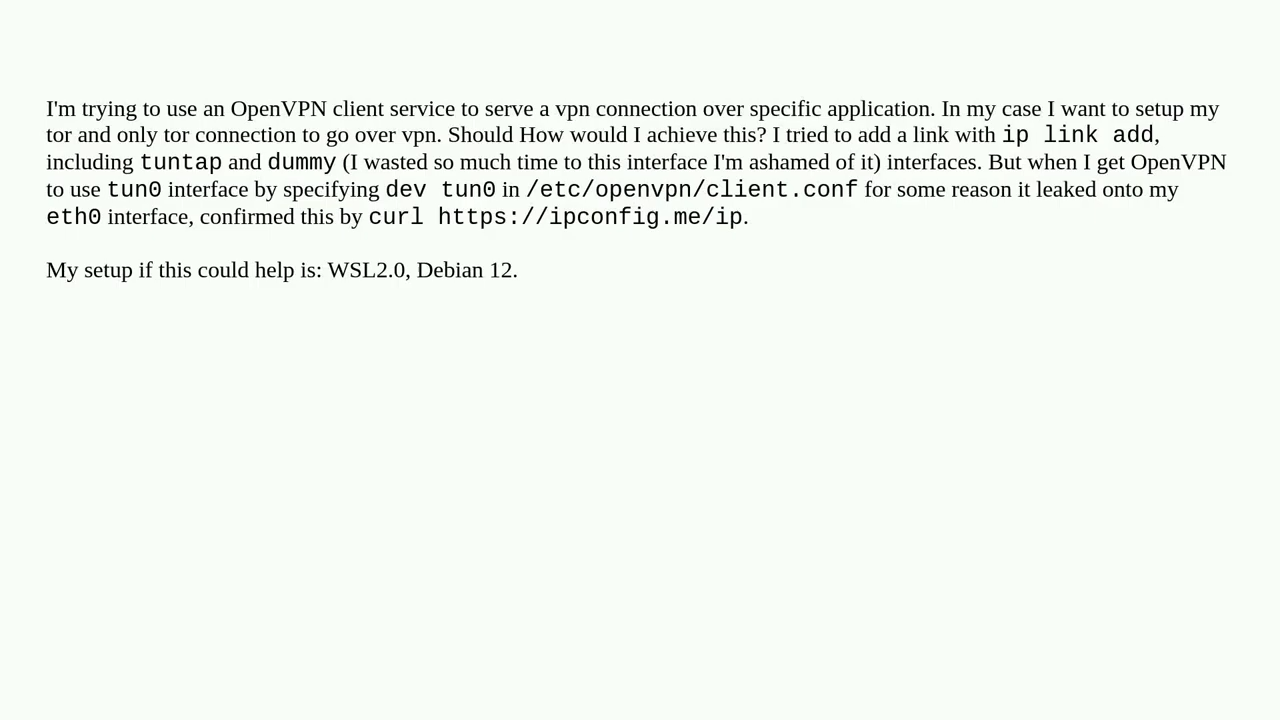 I'm trying to use an OpenVPN client service to serve a vpn connection over specific application. In my case I want to setup my
tor and only tor connection to go over vpn. Should How would I achieve this? I tried to add a link with ip link add,
including tuntap and dummy (I wasted so much time to this interface I'm ashamed of it) interfaces. But when I get OpenVPN
to use tun0 interface by specifying dev tun0 in /etc/openvpn/client.conf for some reason it leaked onto my
eth0 interface, confirmed this by curl https://ipconfig.me/ip.
My setup if this could help is: WSL2.0, Debian 12.